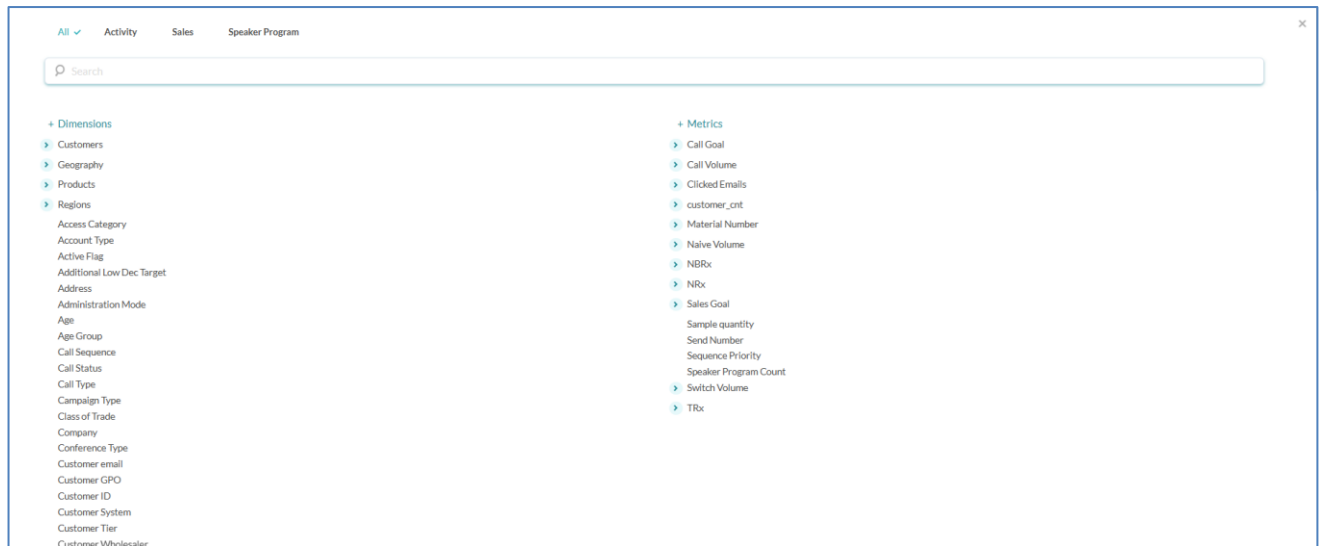 All Activity Sales Speaker Program
Search
+ Dimensions
Customers
Geography
Products
Regions
Access Category
Account Type
Active Flag
Additional Low Dec Target
Address
Administration Mode
Age
Age Group
Call Sequence
Call Status
Call Type
Campaign Type
Class of Trade
Company
Conference Type
Customer email
Customer GPO
Customer ID
Customer System
Customer Tier
Customer Wholesaler
+ Metrics
Call Goal
Call Volume
Clicked Emails
customer_cnt
Material Number
Naive Volume
NBRx
NRx
Sales Goal
Sample quantity
Send Number
Sequence Priority
Speaker Program Count
Switch Volume
TRx